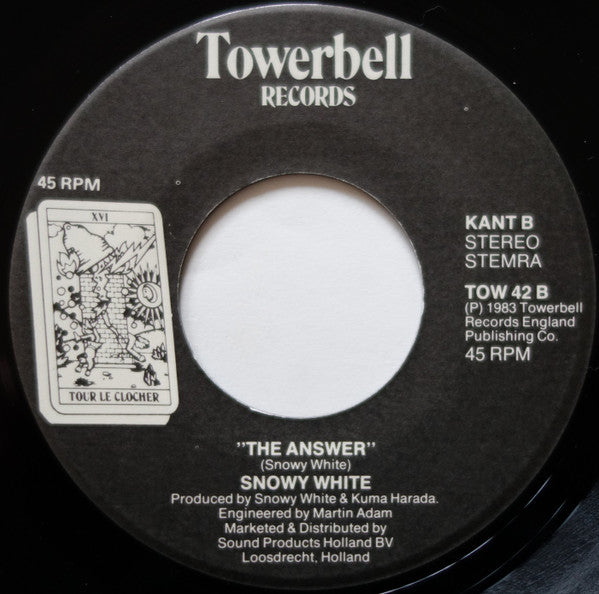 Towerbell
RECORDS
45 RPM
XVI
TOUR LE CLOCHER
KANT B
STEREO
STEMRA
TOW 42 B
(P) 1983 Towerbell
Records England
Publishing Co.
45 RPM
"THE ANSWER"
(Snowy White)
SNOWY WHITE
Produced by Snowy White & Kuma Harada.
Engineered by Martin Adam
Marketed & Distributed by
Sound Products Holland BV
Loosdrecht, Holland